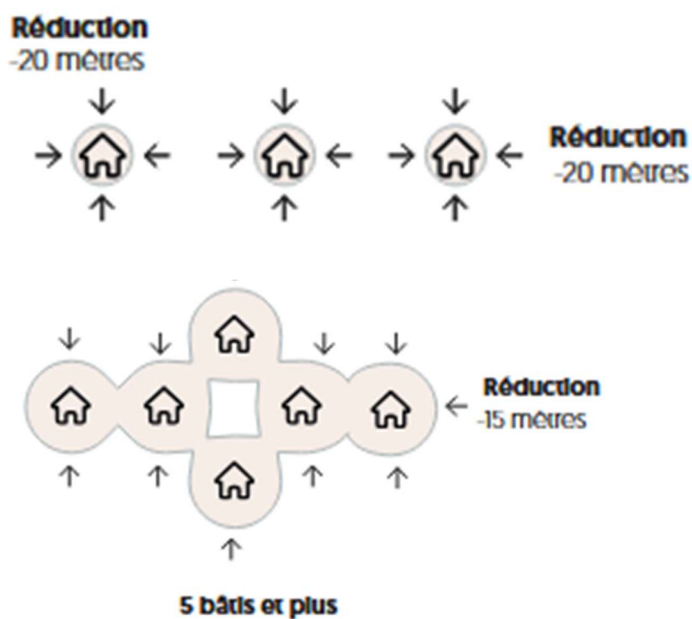 Réduction
-20 mètres
Réduction
-20 mètres
Réduction
-15 mètres
5 bâtis et plus